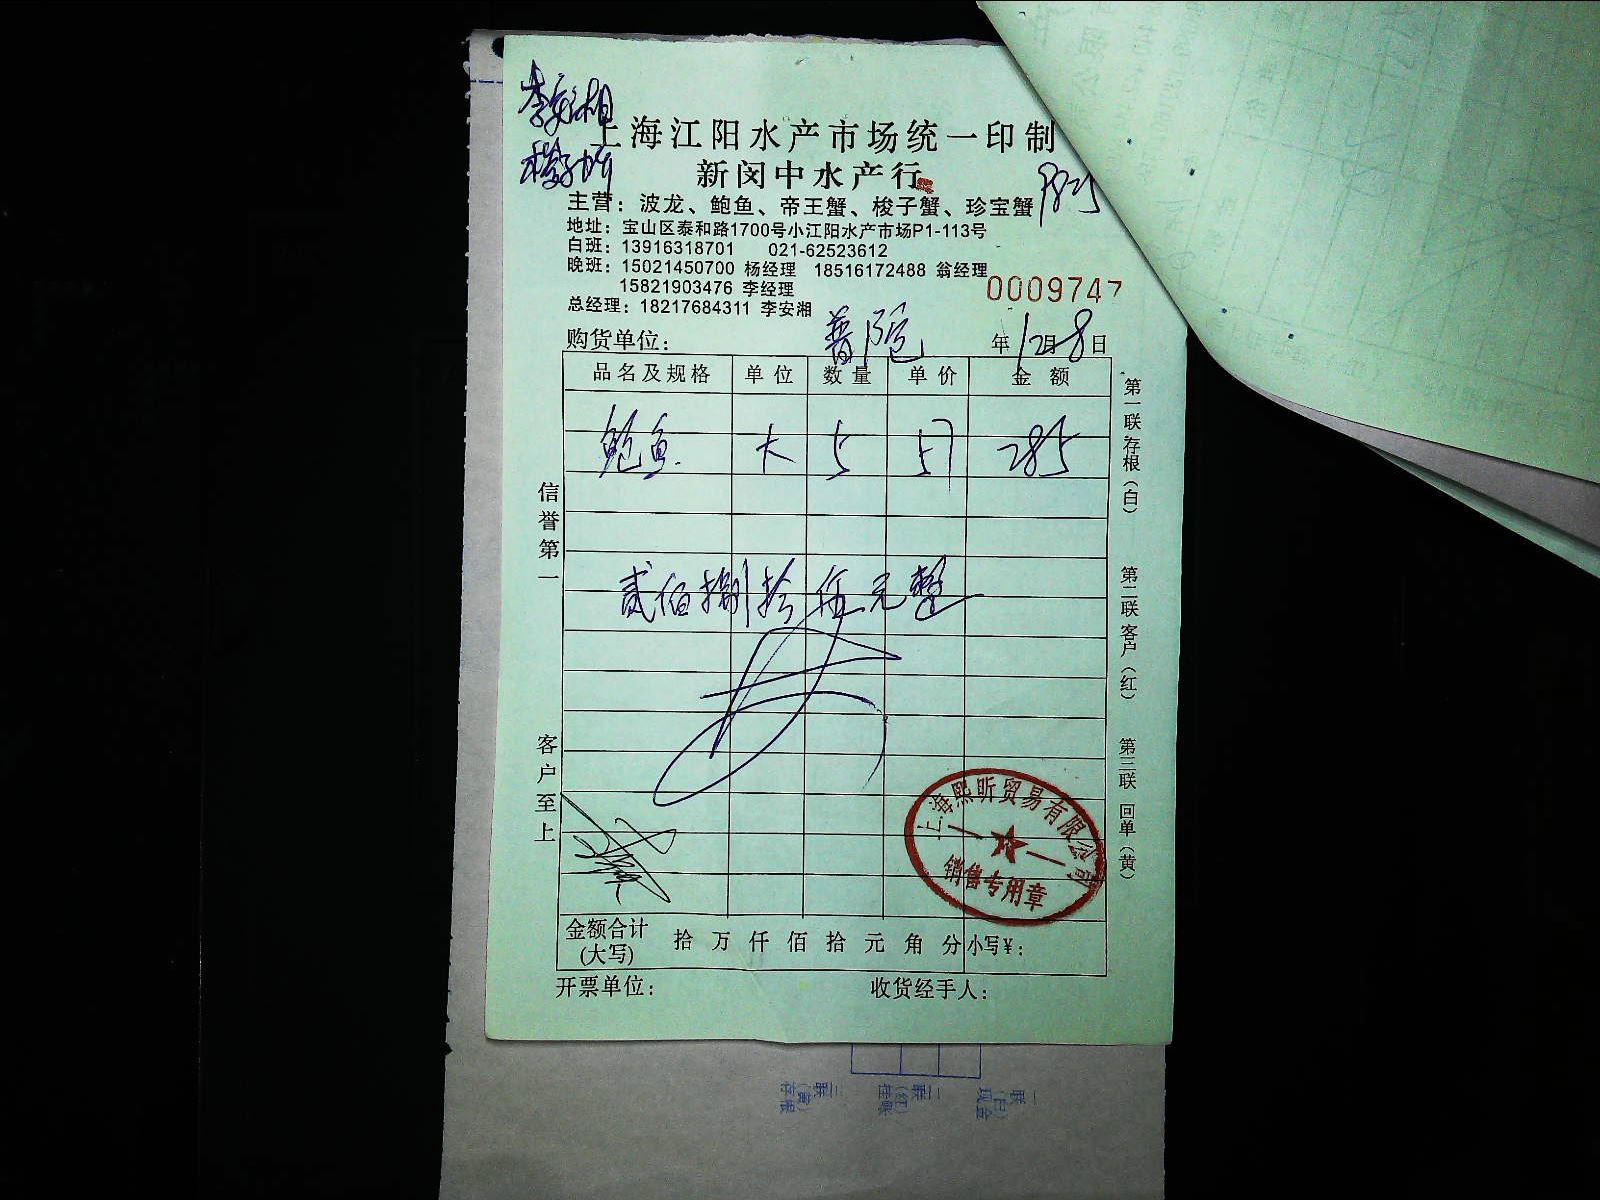 李安湘
上海江阳水产市场统一印制
新闵中水产行
主营：波龙、鲍鱼、帝王蟹、梭子蟹、珍宝蟹
地址：宝山区泰和路1700号小江阳水产市场P1-113号
白班：13916318701 021-62523612
晚班：15021450700 杨经理 18516172488 翁经理
15821903476 李经理
0009747
总经理：18217684311 李安湘
购货单位： 普陀 年12月8日
品名及规格 单位 数量 单价 金额
鲍鱼 大 5 57 285
贰佰捌拾伍元整
信誉第一
客户至上
第一联存根（白）
第二联客户（红）
第三联回单（黄）
上海熙昕贸易有限公司
销售专用章
金额合计 拾 万 仟 佰 拾 元 角 分 小写¥：
(大写)
开票单位： 收货经手人：